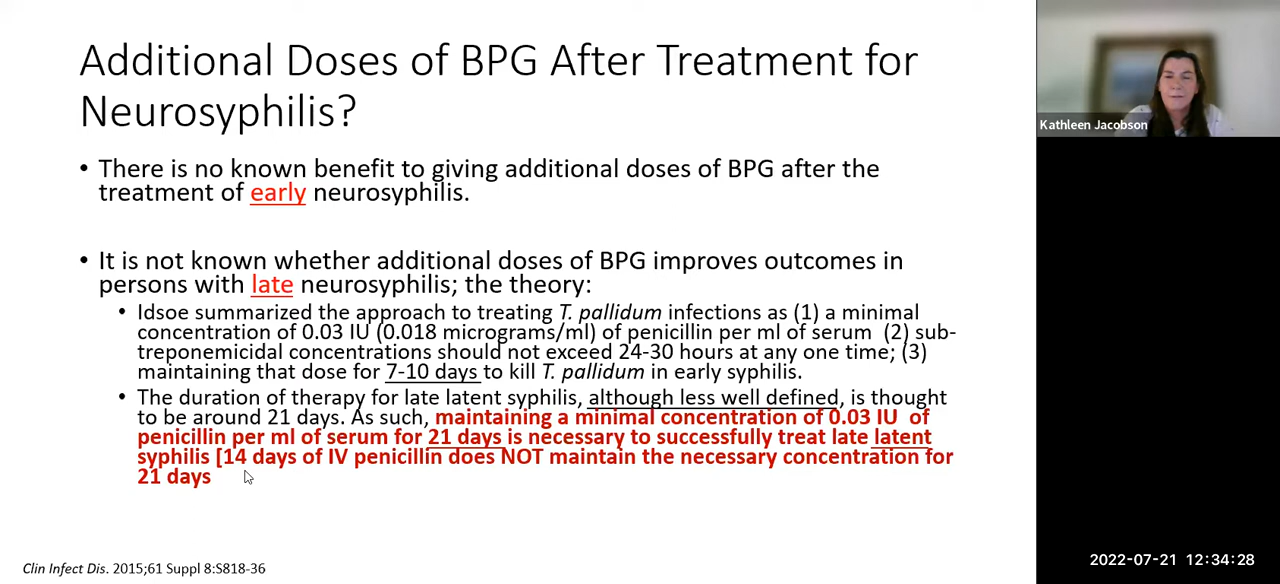 Additional Doses of BPG After Treatment for
Neurosyphilis?
• There is no known benefit to giving additional doses of BPG after the
treatment of early neurosyphilis.
• It is not known whether additional doses of BPG improves outcomes in
persons with late neurosyphilis; the theory:
• Idsoe summarized the approach to treating T. pallidum infections as (1) a minimal
concentration of 0.03 IU (0.018 micrograms/ml) of penicillin per ml of serum (2) sub-
treponemicidal concentrations should not exceed 24-30 hours at any one time; (3)
maintaining that dose for 7-10 days to kill T. pallidum in early syphilis.
• The duration of therapy for late latent syphilis, although less well defined, is thought
to be around 21 days. As such, maintaining a minimal concentration of 0.03 IU of
penicillin per ml of serum for 21 days is necessary to successfully treat late latent
syphilis [14 days of IV penicillin does NOT maintain the necessary concentration for
21 days
Clin Infect Dis. 2015;61 Suppl 8:S818-36
Kathleen Jacobson
2022-07-21 12:34:28